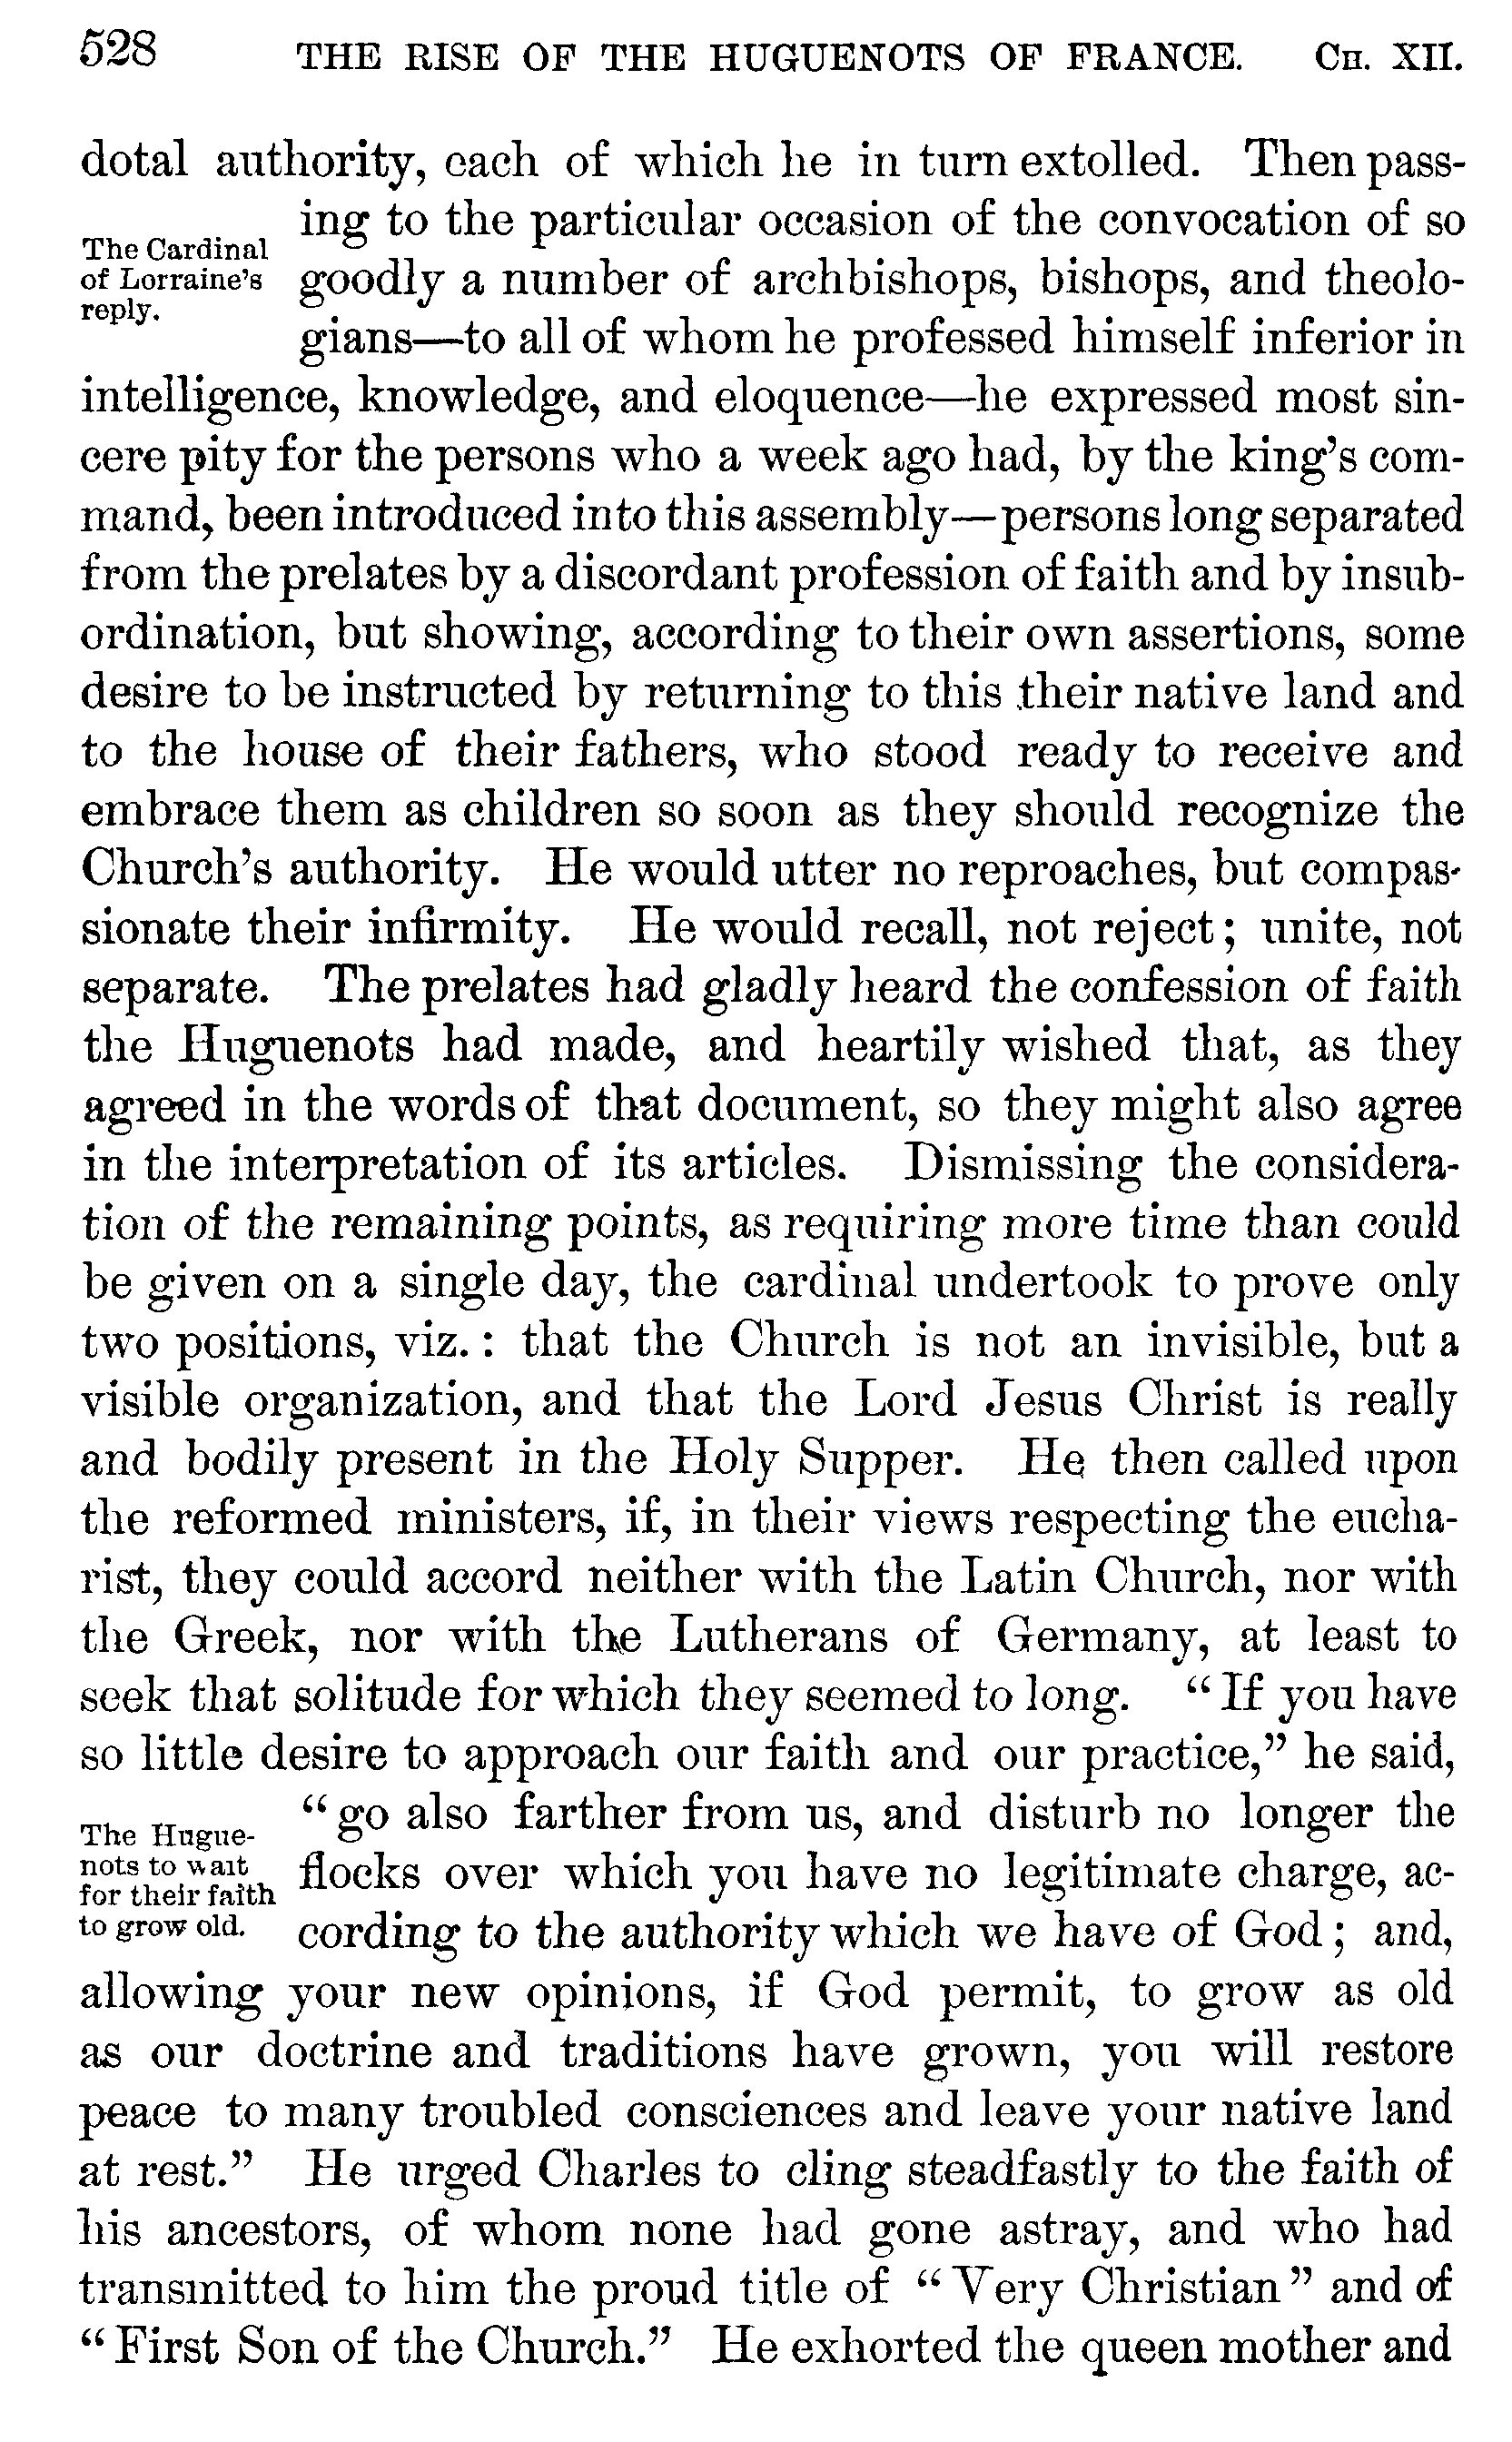 528 THE RISE OF THE HUGUENOTS OF FRANCE. CH. XII.
dotal authority, each of which he in turn extolled. Then pass-
ing to the particular occasion of the convocation of so
The Cardinal
of Lorraine's
reply.
goodly a number of archbishops, bishops, and theolo-
gians—to all of whom he professed himself inferior in
intelligence, knowledge, and eloquence—he expressed most sin-
cere pity for the persons who a week ago had, by the king's com-
mand, been introduced into this assembly—persons long separated
from the prelates by a discordant profession of faith and by insub-
ordination, but showing, according to their own assertions, some
desire to be instructed by returning to this their native land and
to the house of their fathers, who stood ready to receive and
embrace them as children so soon as they should recognize the
Church's authority. He would utter no reproaches, but compas-
sionate their infirmity. He would recall, not reject; unite, not
separate. The prelates had gladly heard the confession of faith
the Huguenots had made, and heartily wished that, as they
agreed in the words of that document, so they might also agree
in the interpretation of its articles. Dismissing the considera-
tion of the remaining points, as requiring more time than could
be given on a single day, the cardinal undertook to prove only
two positions, viz.: that the Church is not an invisible, but a
visible organization, and that the Lord Jesus Christ is really
and bodily present in the Holy Supper. He then called upon
the reformed ministers, if, in their views respecting the eucha-
rist, they could accord neither with the Latin Church, nor with
the Greek, nor with the Lutherans of Germany, at least to
seek that solitude for which they seemed to long. "If you have
so little desire to approach our faith and our practice," he said,
"go also farther from us, and disturb no longer the
The Hugue-
nots to wait
for their faith
to grow old.
flocks over which you have no legitimate charge, ac-
cording to the authority which we have of God; and,
allowing your new opinions, if God permit, to grow as old
as our doctrine and traditions have grown, you will restore
peace to many troubled consciences and leave your native land
at rest." He urged Charles to cling steadfastly to the faith of
his ancestors, of whom none had gone astray, and who had
transmitted to him the proud title of "Very Christian" and of
"First Son of the Church." He exhorted the queen mother and